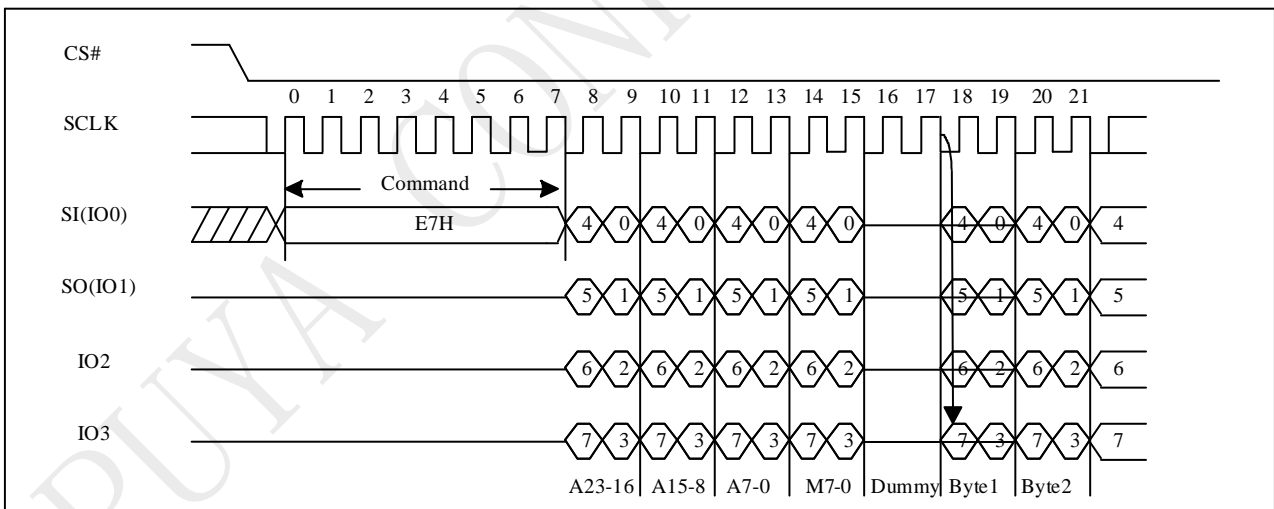 CS#
0 1 2 3 4 5 6 7 8 9 10 11 12 13 14 15 16 17 18 19 20 21
SCLK
Command
SI(IO0) E7H 4 0 4 0 4 0 4 0 4 0 4 0 4
SO(IO1) 5 1 5 1 5 1 5 1 5 1 5 1 5
IO2 6 2 6 2 6 2 6 2 6 2 6 2 6
IO3 7 3 7 3 7 3 7 3 7 3 7 3 7
A23-16 A15-8 A7-0 M7-0 Dummy Byte1 Byte2
PUYA CON